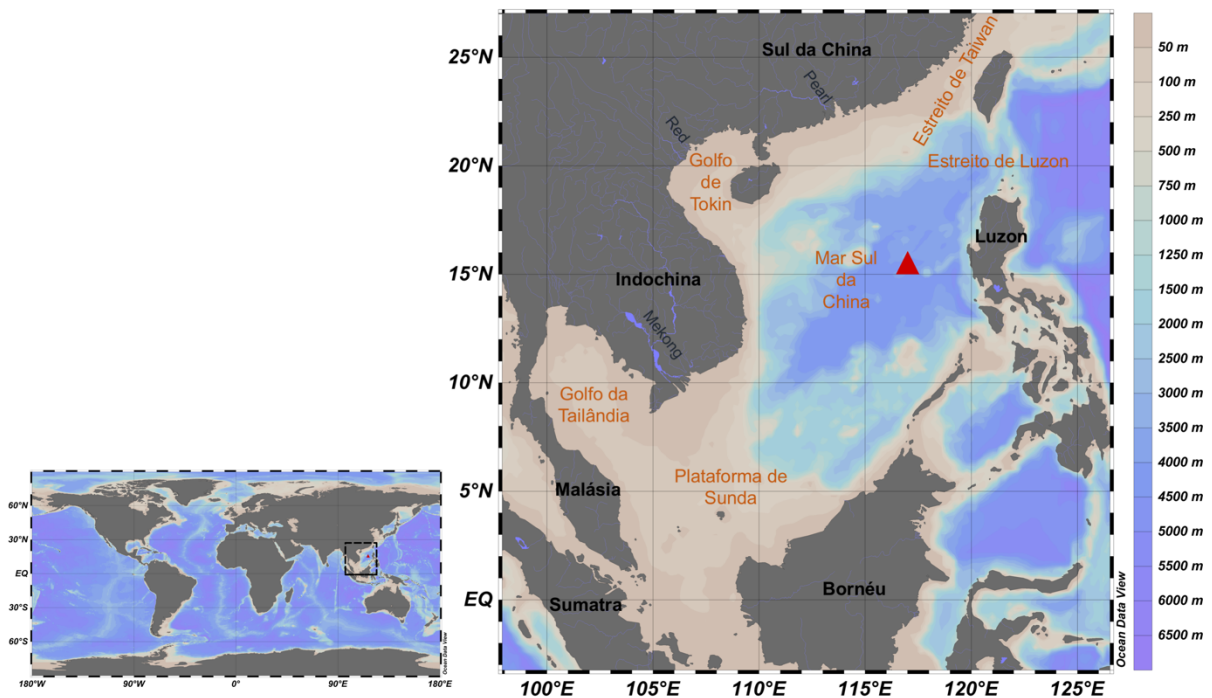 60°N
30°N
EQ
30°S
60°S
180°W
90°W
0°
90°E
180°E
Ocean Data View
25°N
20°N
15°N
10°N
5°N
EQ
100°E
105°E
110°E
115°E
120°E
125°E
Sul da China
Estreito de Taiwan
Pearl
Red
Golfo
de
Tokin
Estreito de Luzon
Luzon
Mar Sul
da
China
Indochina
Mekong
Golfo da
Tailândia
Plataforma de
Sunda
Malásia
Sumatra
Bornéu
Ocean Data View
50 m
100 m
250 m
500 m
750 m
1000 m
1250 m
1500 m
2000 m
2500 m
3000 m
3500 m
4000 m
4500 m
5000 m
5500 m
6000 m
6500 m